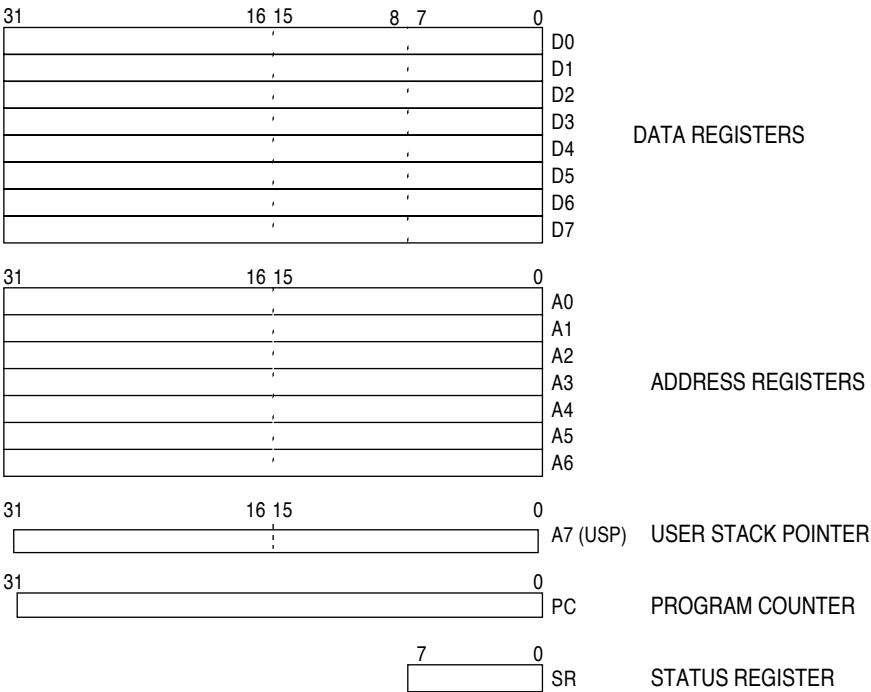 31 16 15 8 7 0
D0
D1
D2
D3
D4
D5
D6
D7
DATA REGISTERS
31 16 15 0
A0
A1
A2
A3
A4
A5
A6
ADDRESS REGISTERS
31 16 15 0
A7 (USP) USER STACK POINTER
31 0
PC PROGRAM COUNTER
7 0
SR STATUS REGISTER